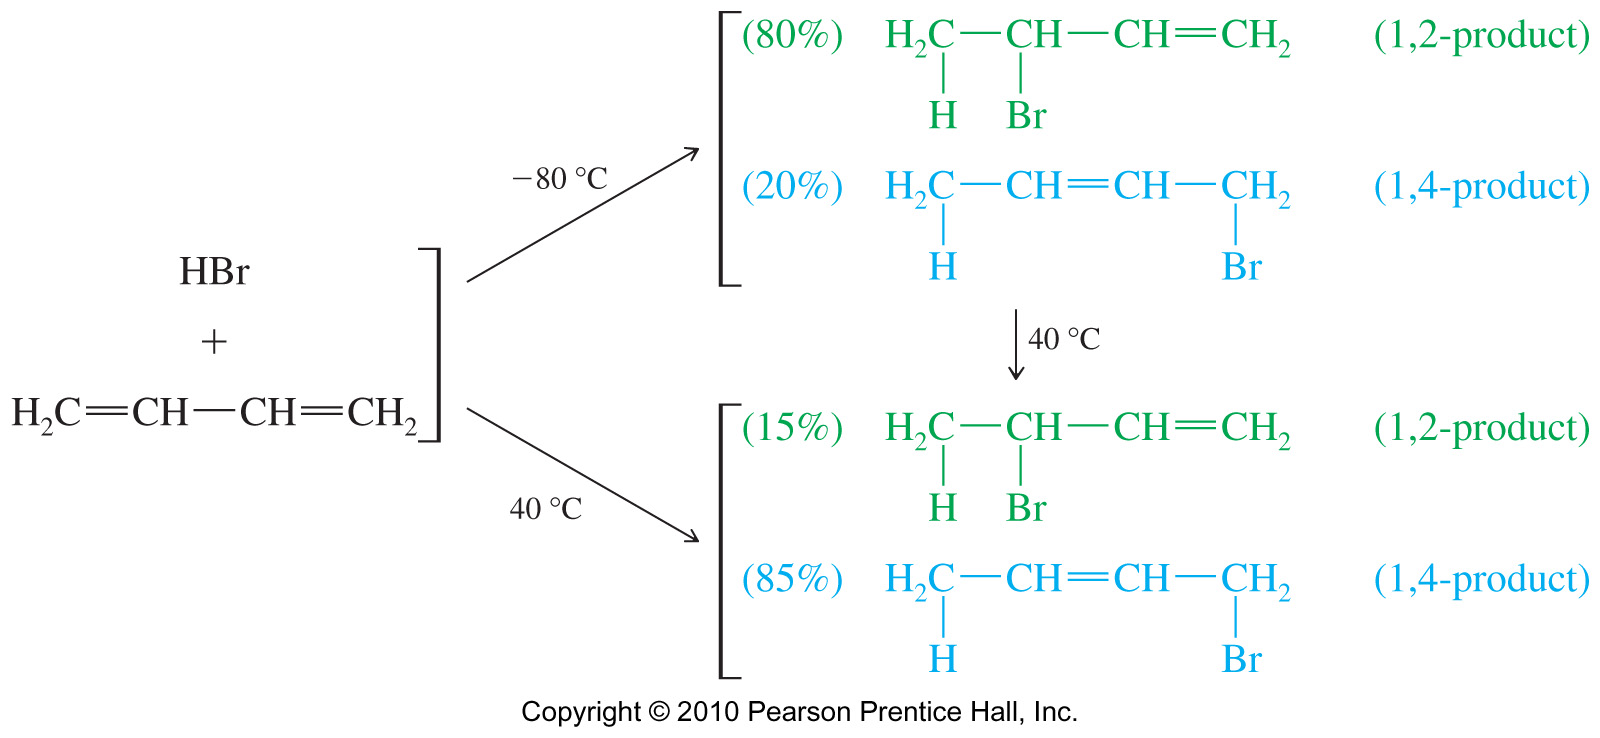 (80%) H₂C—CH—CH=CH₂ (1,2-product)
H Br
−80 °C
(20%) H₂C—CH=CH—CH₂ (1,4-product)
H Br
HBr
+
H₂C=CH—CH=CH₂
40 °C
40 °C
(15%) H₂C—CH—CH=CH₂ (1,2-product)
H Br
(85%) H₂C—CH=CH—CH₂ (1,4-product)
H Br
Copyright © 2010 Pearson Prentice Hall, Inc.